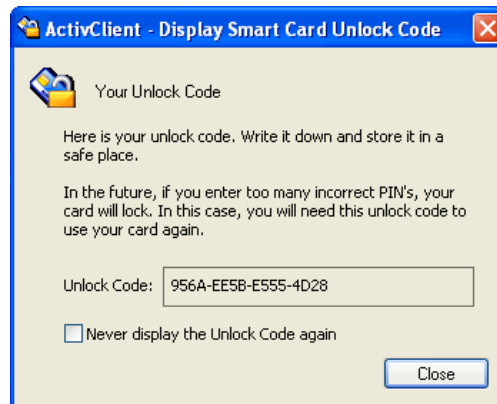 ActivClient - Display Smart Card Unlock Code
Your Unlock Code
Here is your unlock code. Write it down and store it in a
safe place.
In the future, if you enter too many incorrect PIN's, your
card will lock. In this case, you will need this unlock code to
use your card again.
Unlock Code: 956A-EE5B-E555-4D28
Never display the Unlock Code again
Close